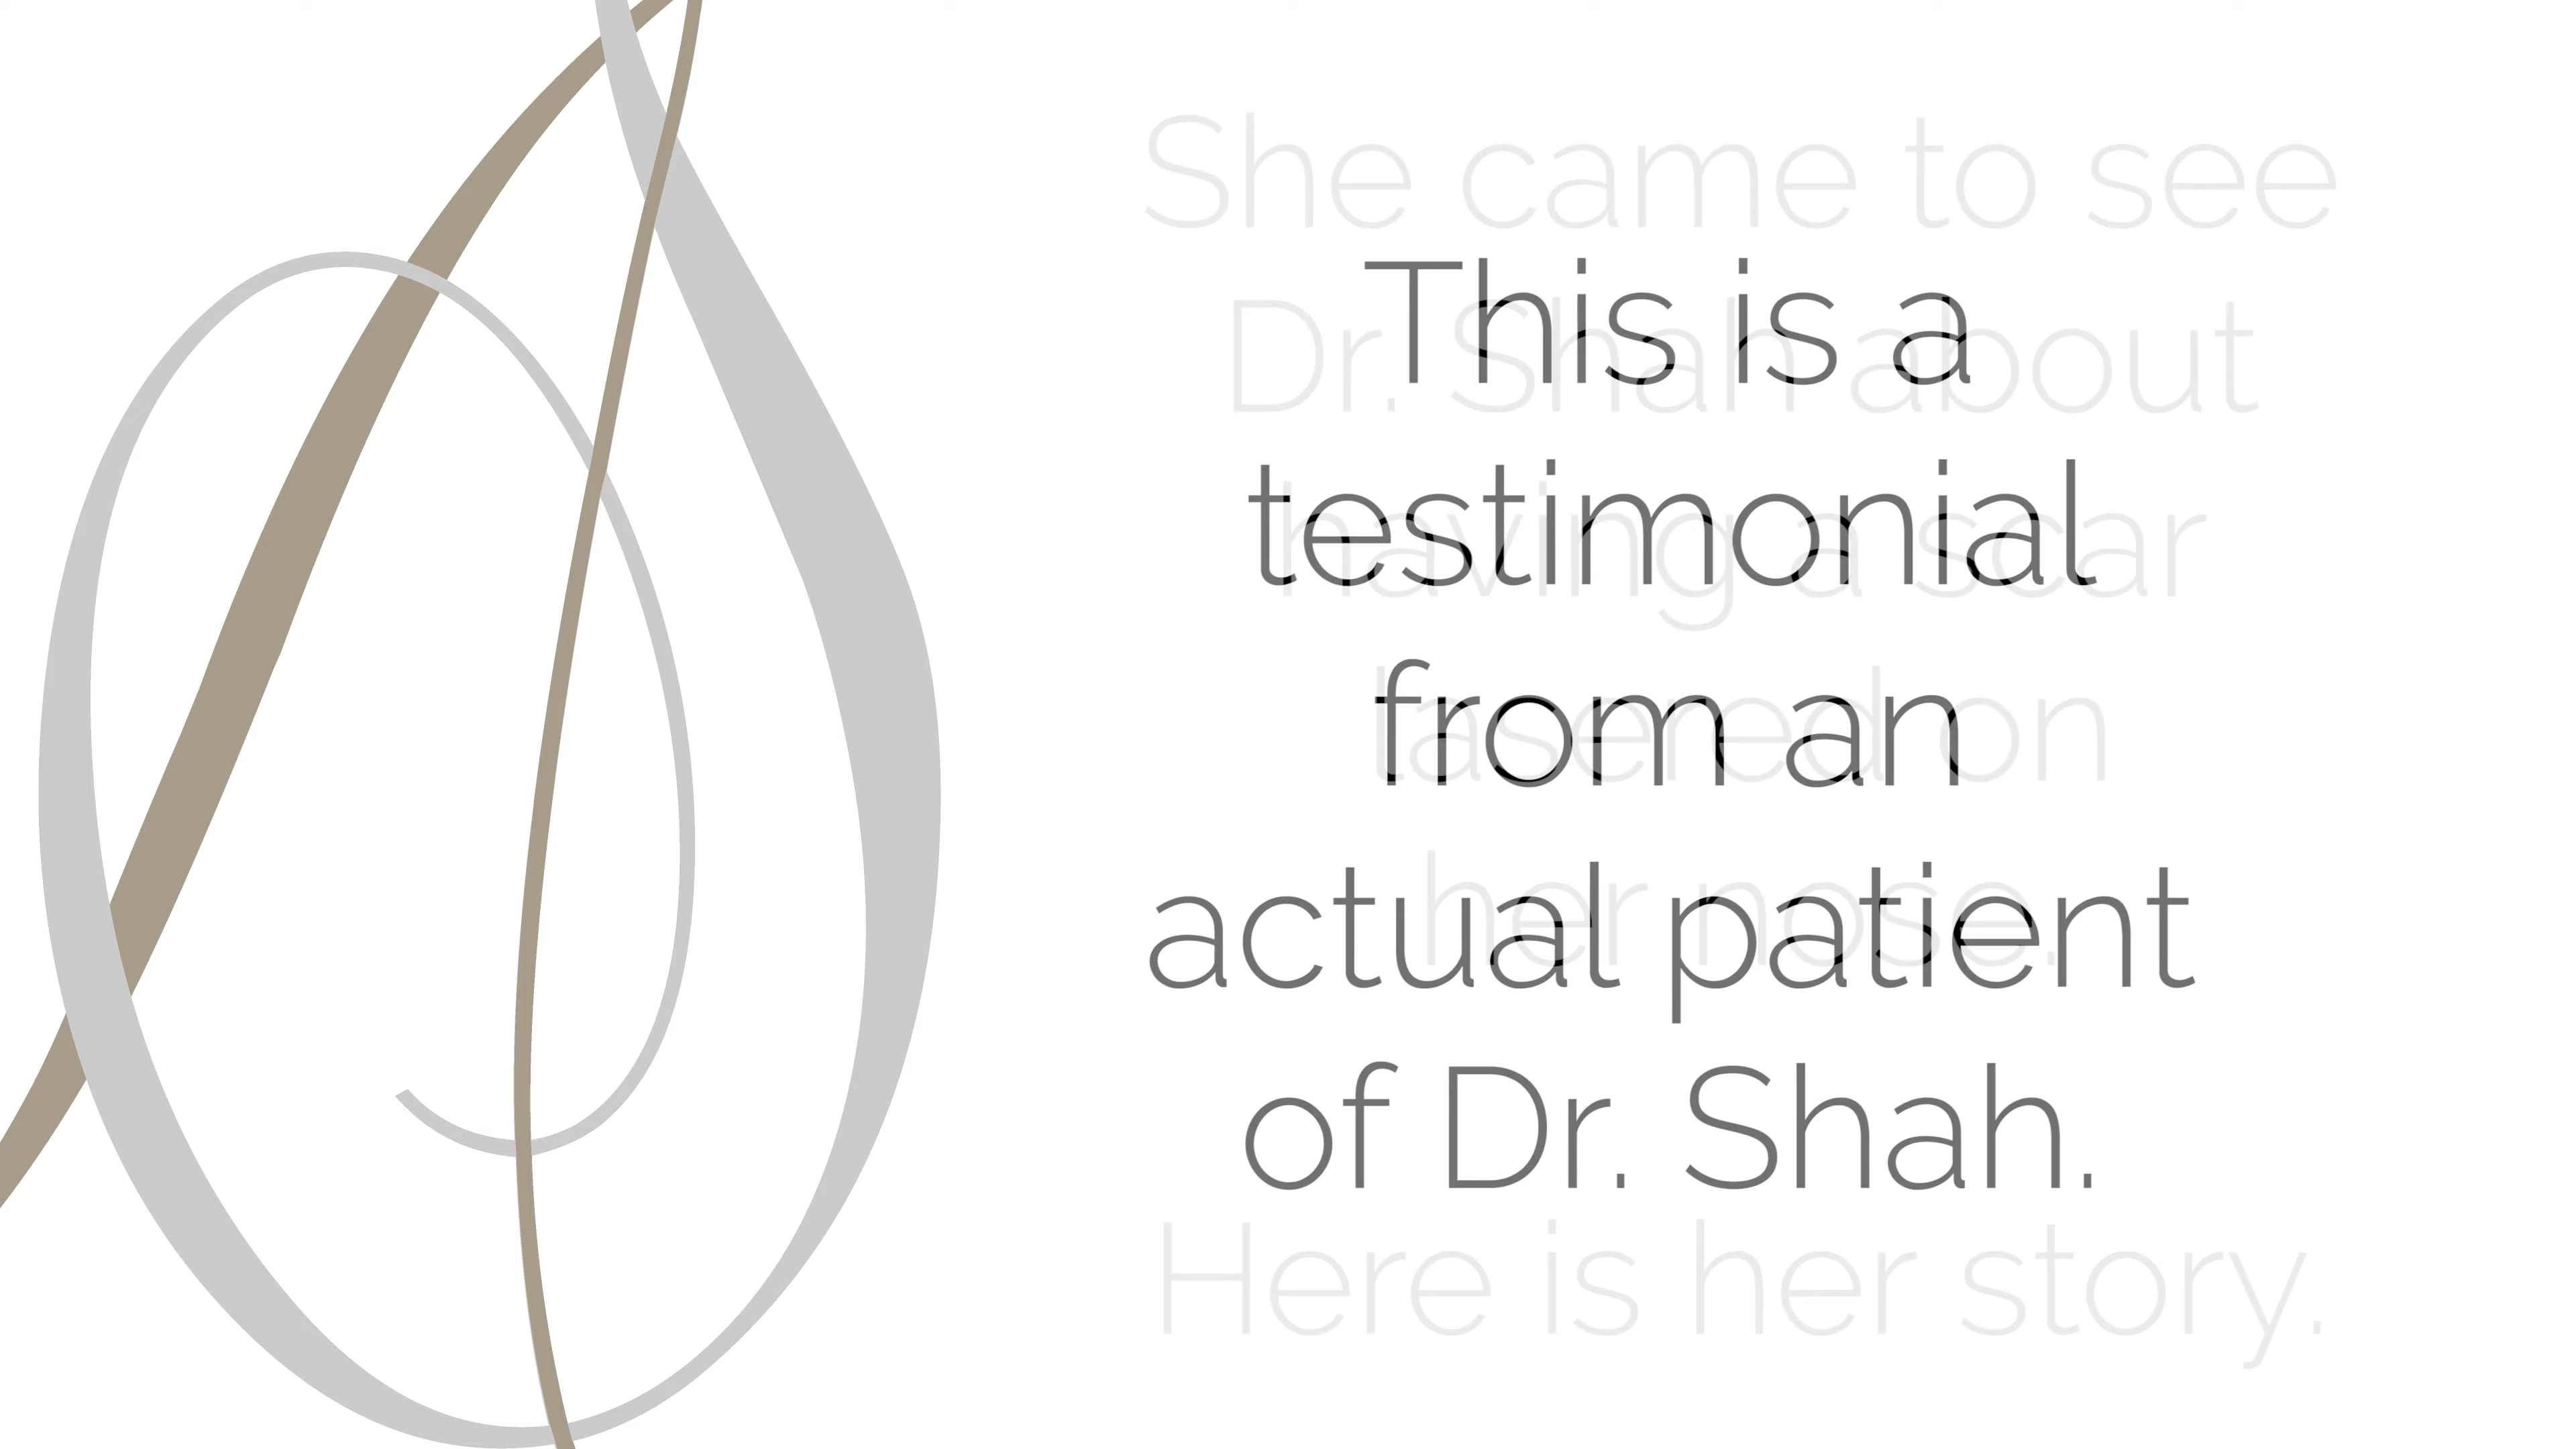 She came to see
Dr. Shah about
having a scar
lasered on
her nose.
Here is her story.
This is a
testimonial
from an
actual patient
of Dr. Shah.